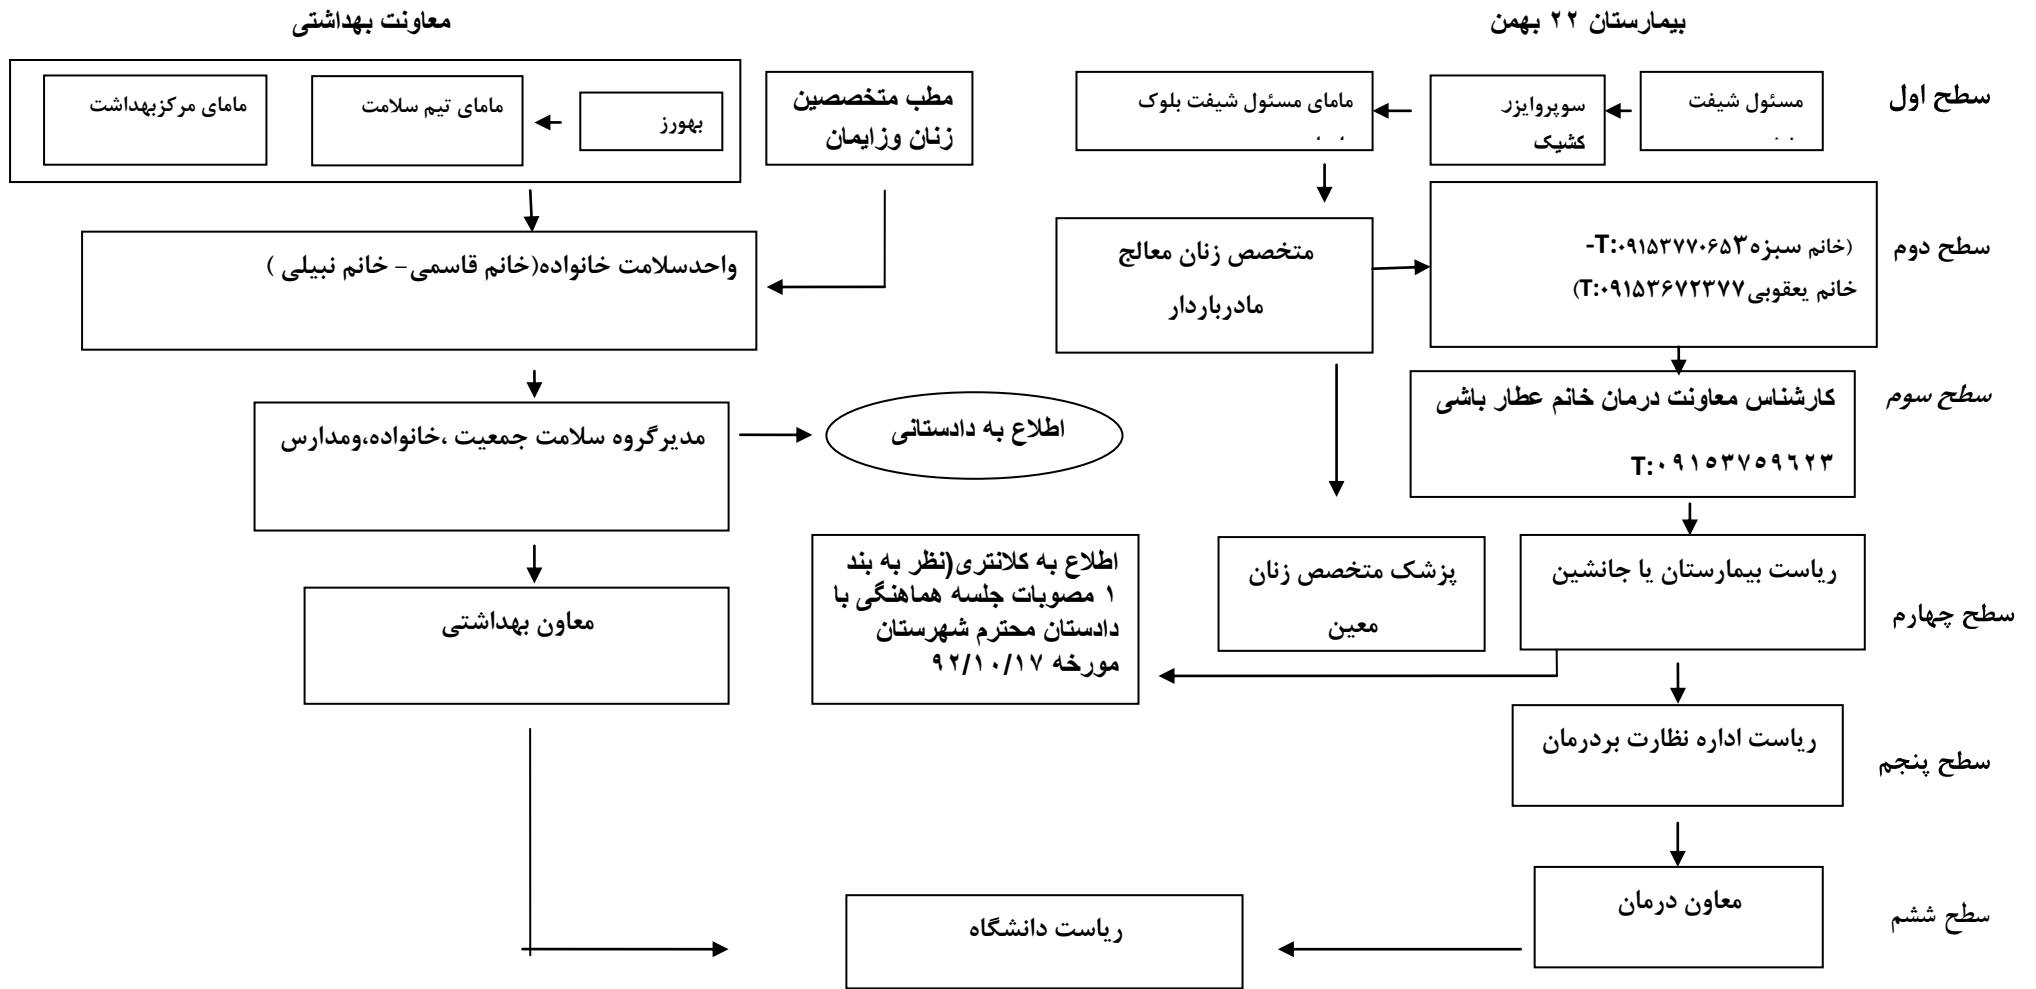 بیمارستان ۲۲ بهمن
معاونت بهداشتی
سطح اول
مسئول شیفت
سوپروایزر
کشیک
مامای مسئول شیفت بلوک
مطب متخصصین
زنان وزایمان
بهورز
مامای تیم سلامت
مامای مرکزبهداشت
سطح دوم
(خانم سبزه T:۰۹۱۵۳۷۷۰۶۵۳-
خانم یعقوبی T:۰۹۱۵۳۶۷۲۳۷۷)
متخصص زنان معالج
مادرباردار
واحدسلامت خانواده(خانم قاسمی- خانم نبیلی )
سطح سوم
کارشناس معاونت درمان خانم عطار باشی
T:۰۹۱۵۳۷۵۹۶۲۳
اطلاع به دادستانی
مدیرگروه سلامت جمعیت ،خانواده،ومدارس
سطح چهارم
ریاست بیمارستان یا جانشین
پزشک متخصص زنان
معین
اطلاع به کلانتری(نظر به بند
۱ مصوبات جلسه هماهنگی با
دادستان محترم شهرستان
مورخه ۹۲/۱۰/۱۷
معاون بهداشتی
سطح پنجم
ریاست اداره نظارت بردرمان
سطح ششم
معاون درمان
ریاست دانشگاه